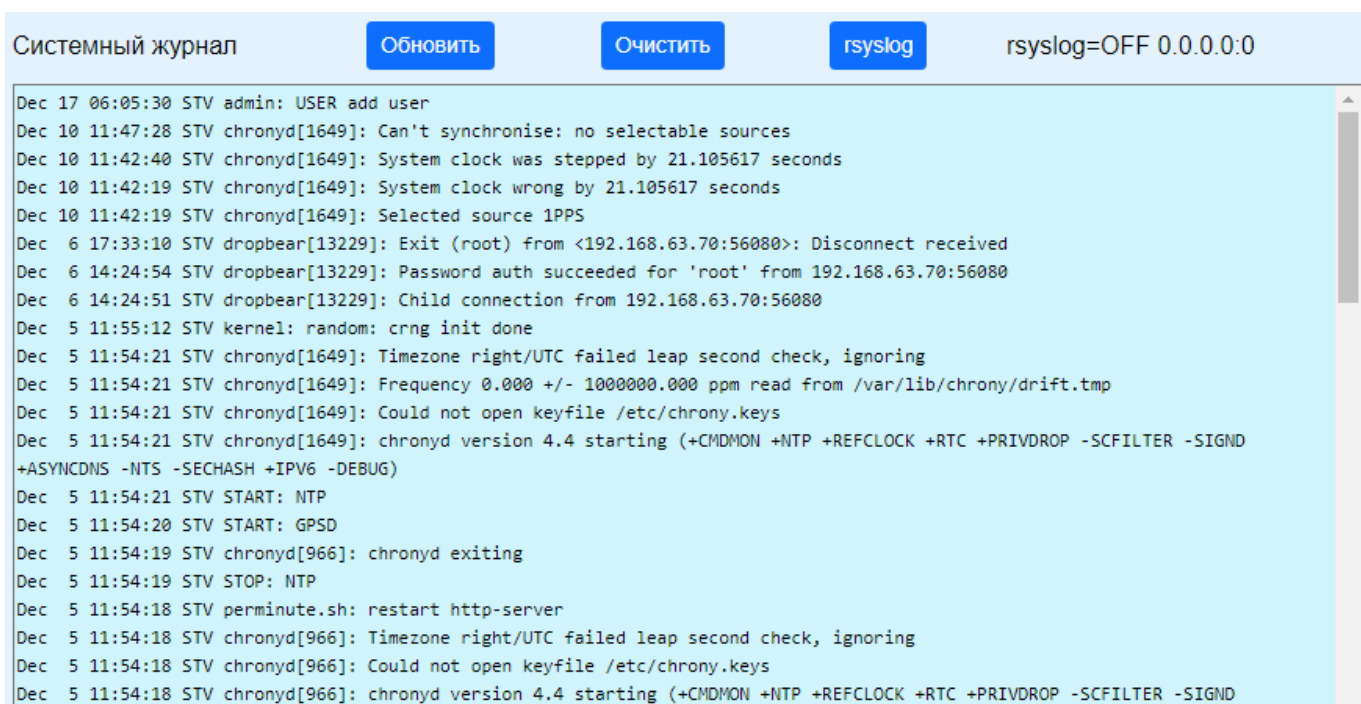 Системный журнал Обновить Очистить rsyslog rsyslog=OFF 0.0.0.0:0
Dec 17 06:05:30 STV admin: USER add user
Dec 10 11:47:28 STV chronyd[1649]: Can't synchronise: no selectable sources
Dec 10 11:42:40 STV chronyd[1649]: System clock was stepped by 21.105617 seconds
Dec 10 11:42:19 STV chronyd[1649]: System clock wrong by 21.105617 seconds
Dec 10 11:42:19 STV chronyd[1649]: Selected source 1PPS
Dec  6 17:33:10 STV dropbear[13229]: Exit (root) from <192.168.63.70:56080>: Disconnect received
Dec  6 14:24:54 STV dropbear[13229]: Password auth succeeded for 'root' from 192.168.63.70:56080
Dec  6 14:24:51 STV dropbear[13229]: Child connection from 192.168.63.70:56080
Dec  5 11:55:12 STV kernel: random: crng init done
Dec  5 11:54:21 STV chronyd[1649]: Timezone right/UTC failed leap second check, ignoring
Dec  5 11:54:21 STV chronyd[1649]: Frequency 0.000 +/- 1000000.000 ppm read from /var/lib/chrony/drift.tmp
Dec  5 11:54:21 STV chronyd[1649]: Could not open keyfile /etc/chrony.keys
Dec  5 11:54:21 STV chronyd[1649]: chronyd version 4.4 starting (+CMDMON +NTP +REFCLOCK +RTC +PRIVDROP -SCFILTER -SIGND
+ASYNCDNS -NTS -SECHASH +IPV6 -DEBUG)
Dec  5 11:54:21 STV START: NTP
Dec  5 11:54:20 STV START: GPSD
Dec  5 11:54:19 STV chronyd[966]: chronyd exiting
Dec  5 11:54:19 STV STOP: NTP
Dec  5 11:54:18 STV perminute.sh: restart http-server
Dec  5 11:54:18 STV chronyd[966]: Timezone right/UTC failed leap second check, ignoring
Dec  5 11:54:18 STV chronyd[966]: Could not open keyfile /etc/chrony.keys
Dec  5 11:54:18 STV chronyd[966]: chronyd version 4.4 starting (+CMDMON +NTP +REFCLOCK +RTC +PRIVDROP -SCFILTER -SIGND